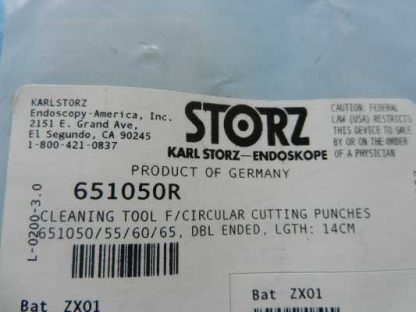 KARLSTORZ
Endoscopy-America, Inc.
2151 E. Grand Ave,
El Segundo, CA 90245
1-800-421-0837
STORZ
KARL STORZ—ENDOSKOPE
CAUTION: FEDERAL
LAW (USA) RESTRICTS
THIS DEVICE TO SALE
BY OR ON THE ORDER
OF A PHYSICIAN
PRODUCT OF GERMANY
651050R
L-0200-3.0
CLEANING TOOL F/CIRCULAR CUTTING PUNCHES
651050/55/60/65, DBL ENDED, LGTH: 14CM
Bat ZX01
Bat ZX01